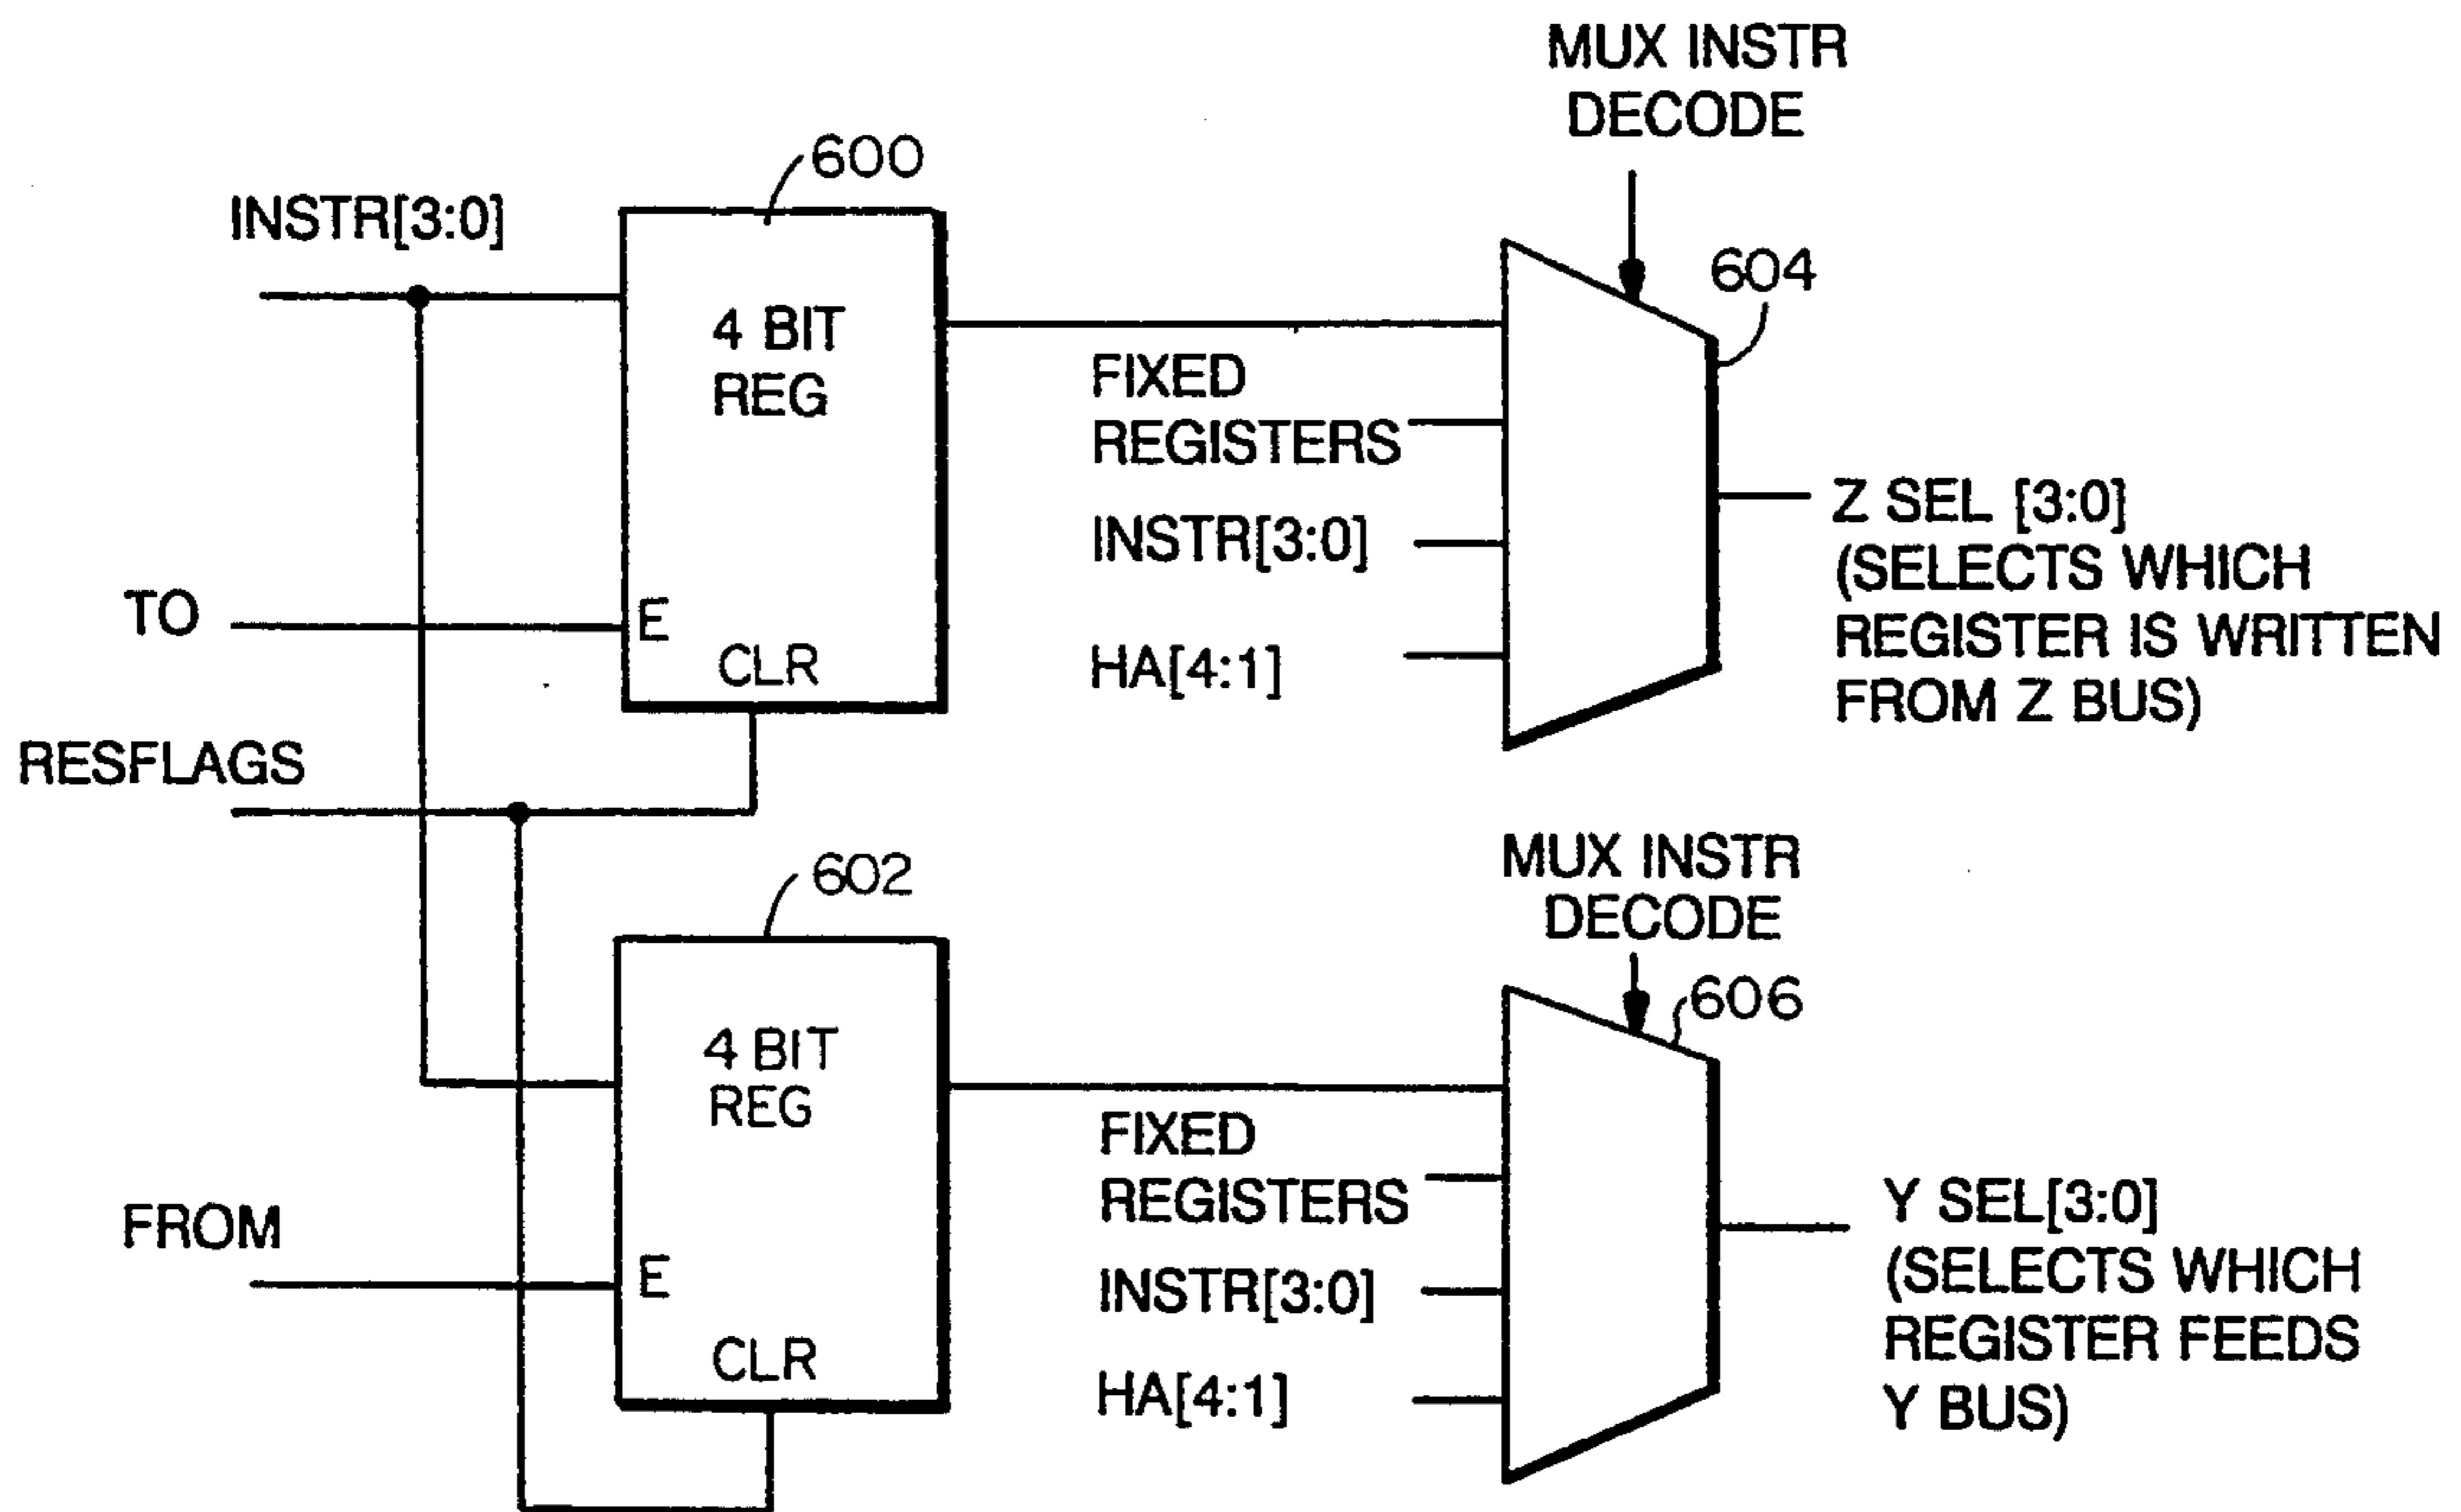 MUX INSTR
DECODE
600
INSTR[3:0]
604
4 BIT
REG
FIXED
REGISTERS
Z SEL [3:0]
(SELECTS WHICH
REGISTER IS WRITTEN
FROM Z BUS)
INSTR[3:0]
TO
E
CLR
HA[4:1]
RESFLAGS
MUX INSTR
DECODE
602
606
4 BIT
REG
FIXED
REGISTERS
Y SEL[3:0]
(SELECTS WHICH
REGISTER FEEDS
Y BUS)
FROM
E
INSTR[3:0]
CLR
HA[4:1]